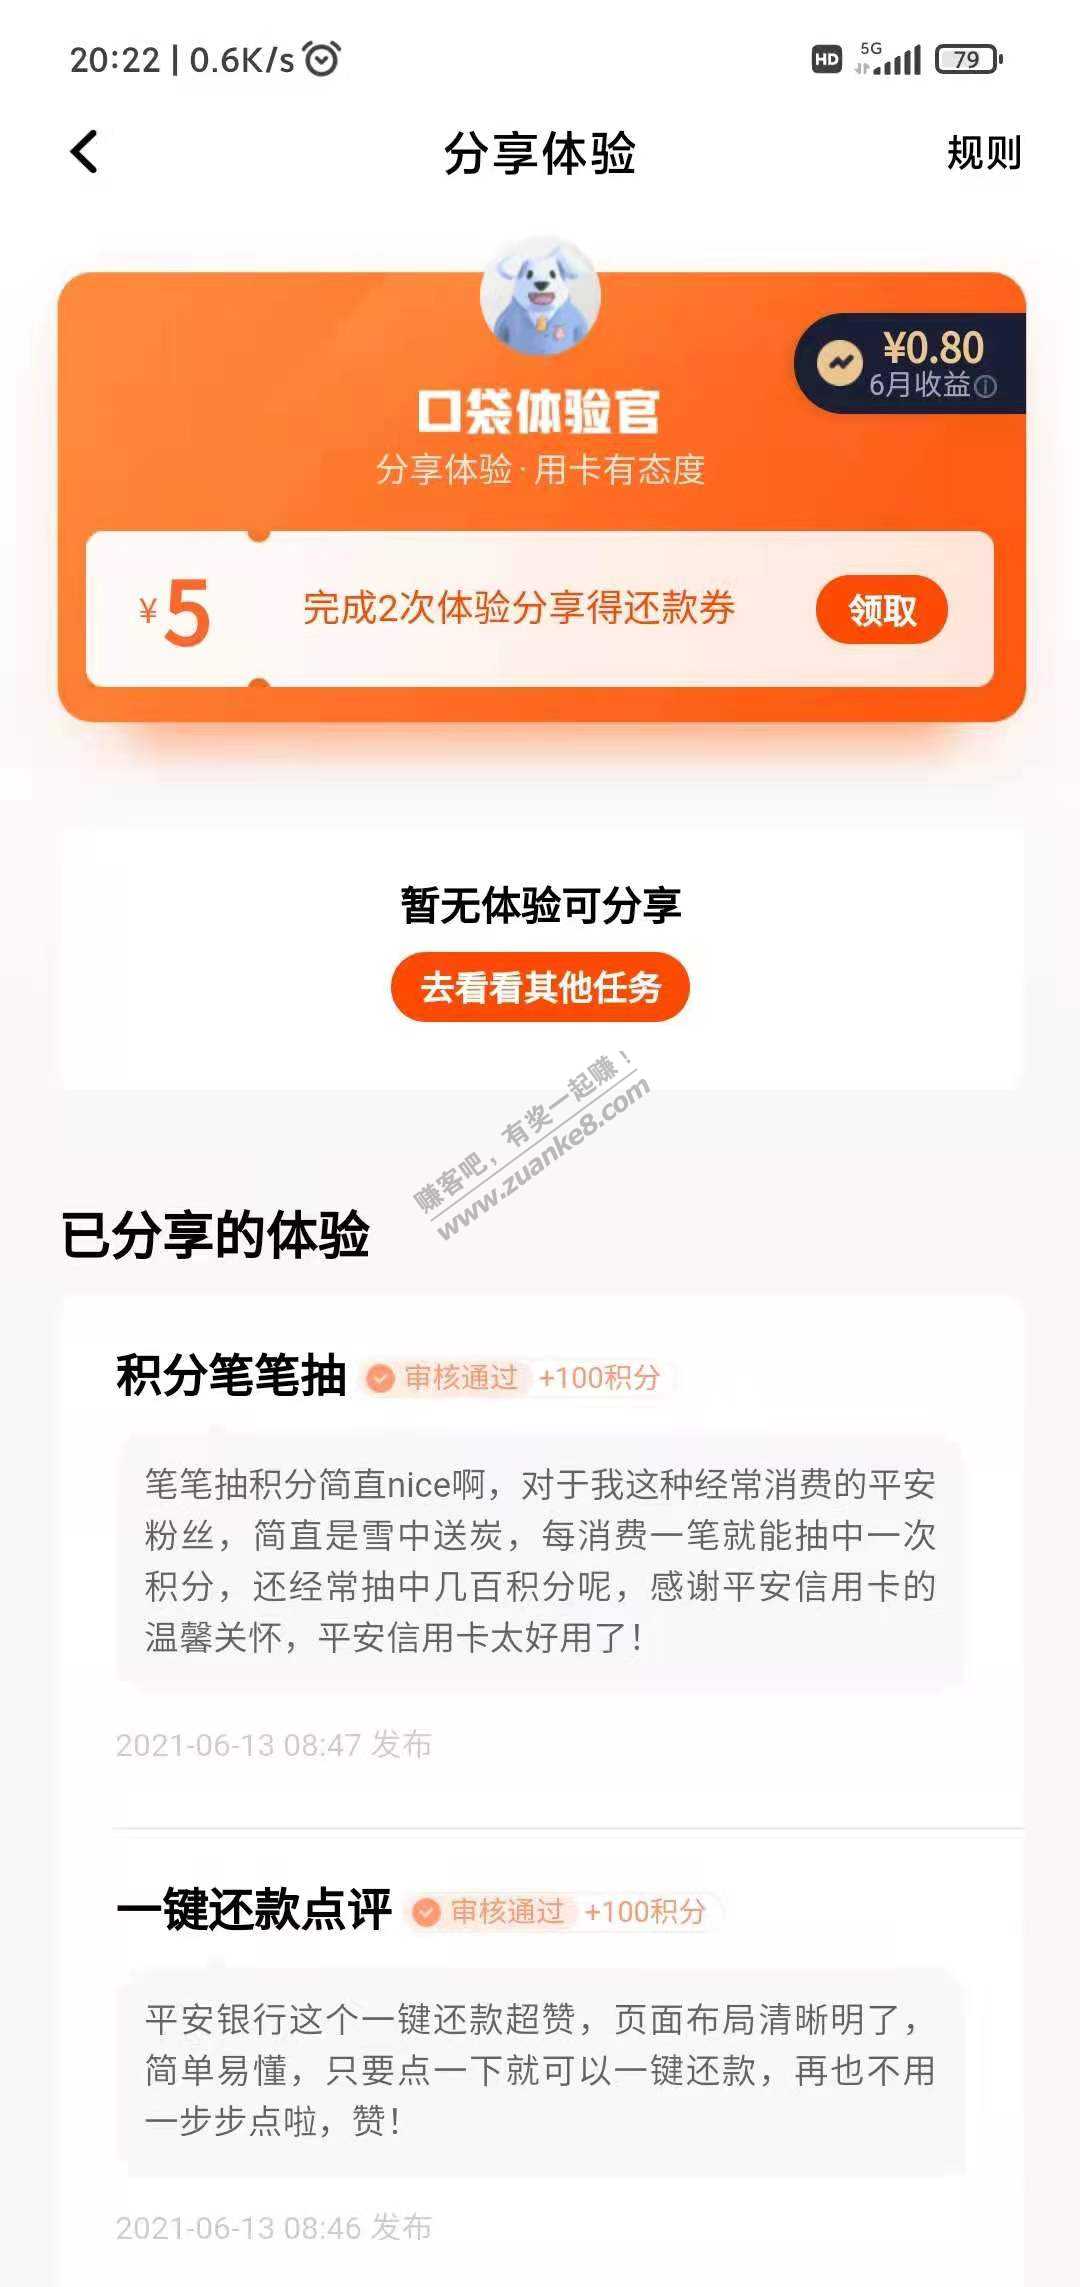 20:22 | 0.6K/s
HD 5G 79
分享体验
规则
¥0.80
6月收益
口袋体验官
分享体验·用卡有态度
¥5
完成2次体验分享得还款券
领取
暂无体验可分享
去看看其他任务
赚客吧，有奖一起赚！
www.zuanke8.com
已分享的体验
积分笔笔抽 审核通过 +100积分
笔笔抽积分简直nice啊，对于我这种经常消费的平安
粉丝，简直是雪中送炭，每消费一笔就能抽中一次
积分，还经常抽中几百积分呢，感谢平安信用卡的
温馨关怀，平安信用卡太好用了！
2021-06-13 08:47 发布
一键还款点评 审核通过 +100积分
平安银行这个一键还款超赞，页面布局清晰明了，
简单易懂，只要点一下就可以一键还款，再也不用
一步步点啦，赞！
2021-06-13 08:46 发布